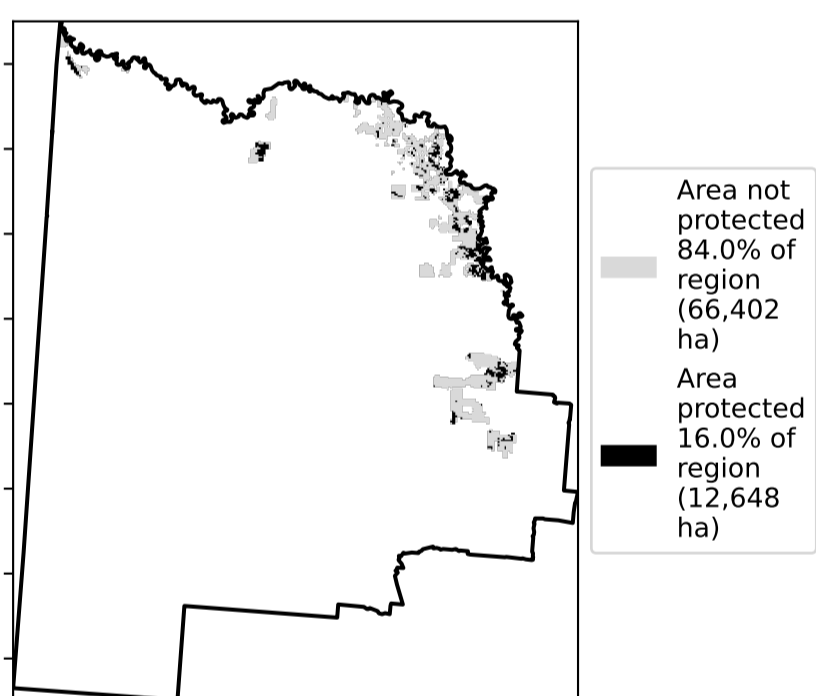 Area not
protected
84.0% of
region
(66,402
ha)
Area
protected
16.0% of
region
(12,648
ha)